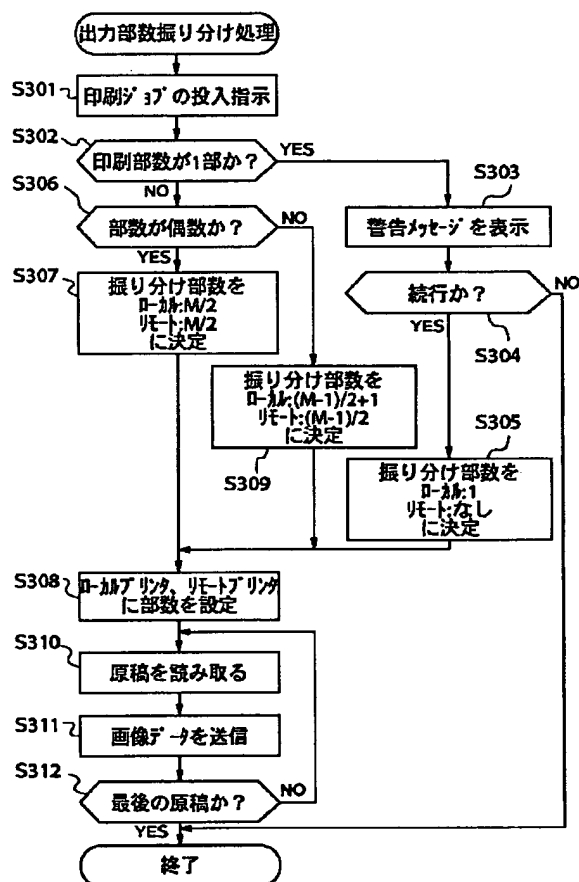 出力部数振り分け処理
S301
印刷ジョブの投入指示
S302
印刷部数が1部か?
YES
NO
S303
警告メッセージを表示
S306
部数が偶数か?
NO
YES
続行か?
NO
YES
S304
S307
振り分け部数を
ローカル:M/2
リモート:M/2
に決定
振り分け部数を
ローカル:(M-1)/2+1
リモート:(M-1)/2
に決定
S309
S305
振り分け部数を
ローカル:1
リモート:なし
に決定
S308
ローカルプリンタ、リモートプリンタ
に部数を設定
S310
原稿を読み取る
S311
画像データを送信
S312
最後の原稿か?
NO
YES
終了